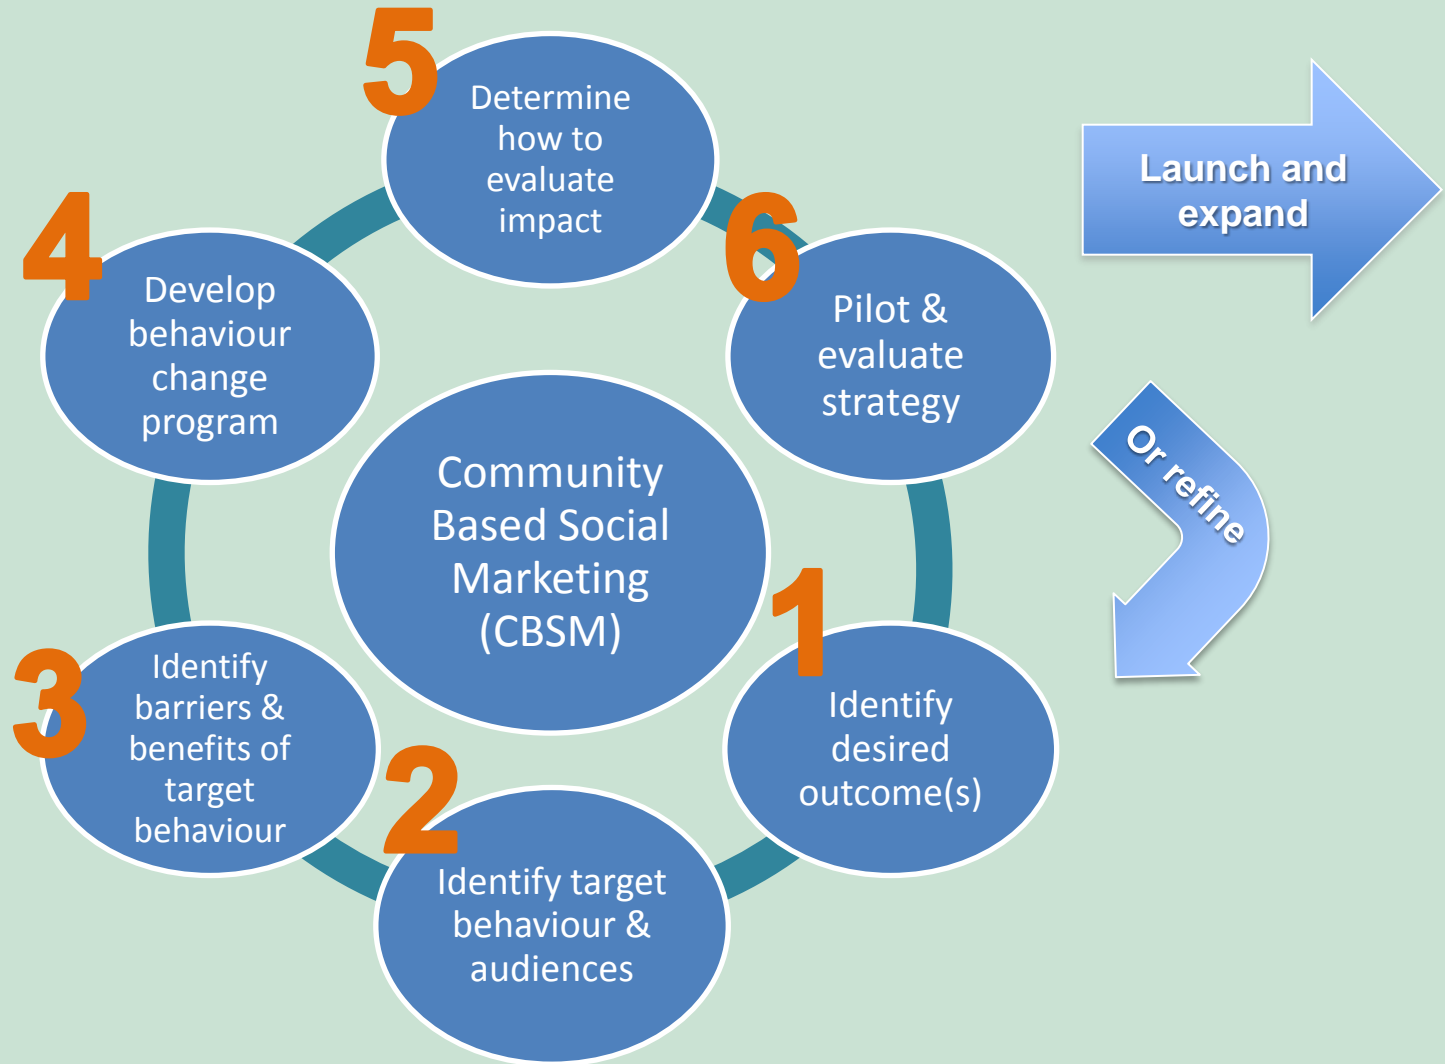 5
Determine
how to
evaluate
impact
Launch and
expand
4
Develop
behaviour
change
program
6
Pilot &
evaluate
strategy
Or refine
Community
Based Social
Marketing
(CBSM)
3
Identify
barriers &
benefits of
target
behaviour
1
Identify
desired
outcome(s)
2
Identify target
behaviour &
audiences